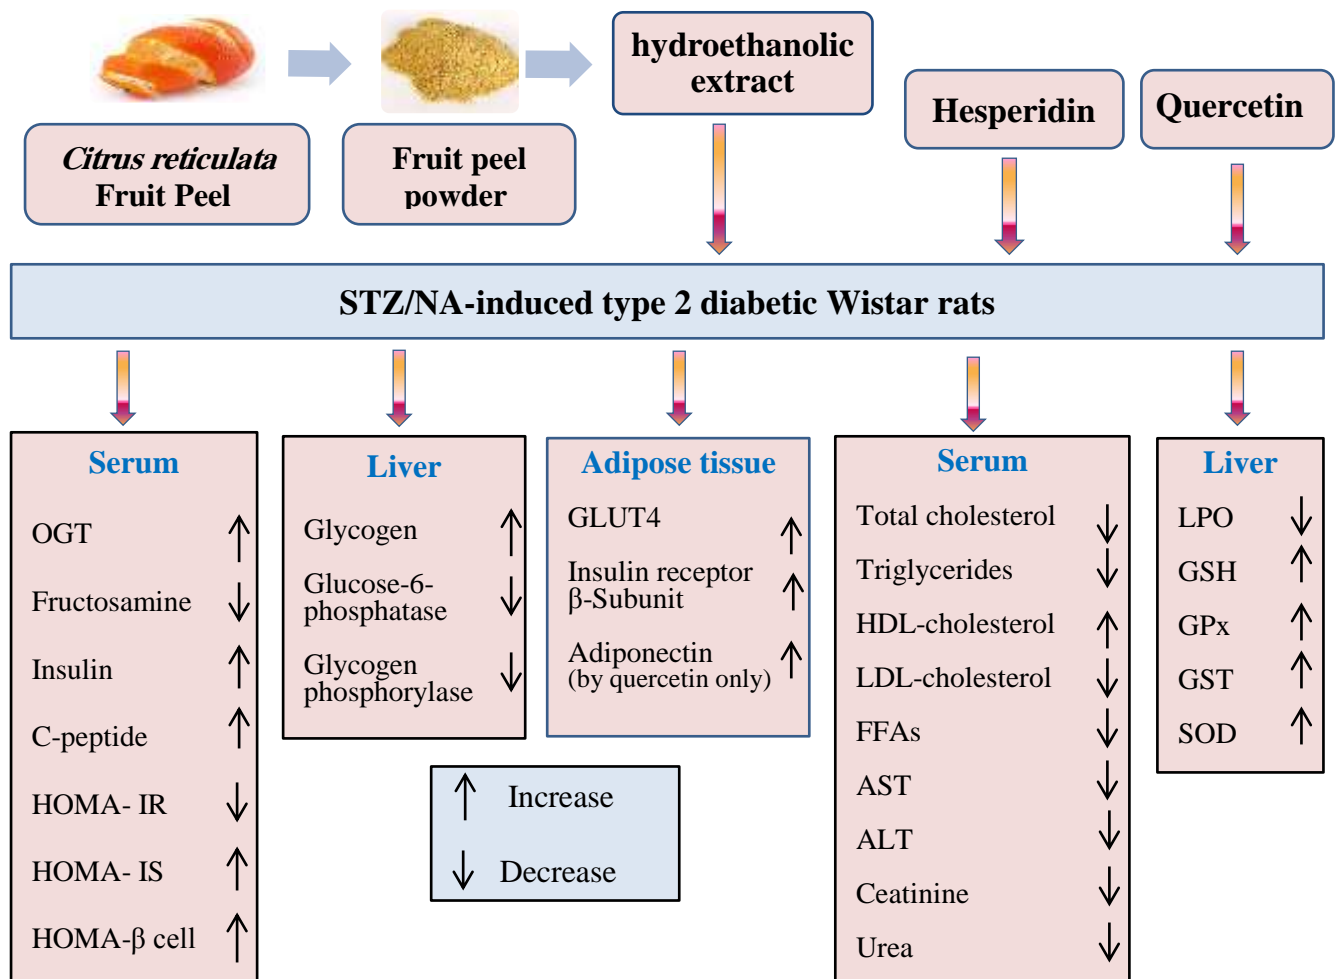 Citrus reticulata
Fruit Peel
Fruit peel
powder
hydroethanolic
extract
Hesperidin
Quercetin
STZ/NA-induced type 2 diabetic Wistar rats
Serum
OGT ↑
Fructosamine ↓
Insulin ↑
C-peptide ↑
HOMA- IR ↓
HOMA- IS ↑
HOMA-β cell ↑
Liver
Glycogen ↑
Glucose-6-
phosphatase ↓
Glycogen
phosphorylase ↓
Adipose tissue
GLUT4 ↑
Insulin receptor
β-Subunit ↑
Adiponectin ↑
(by quercetin only)
Serum
Total cholesterol ↓
Triglycerides ↓
HDL-cholesterol ↑
LDL-cholesterol ↓
FFAs ↓
AST ↓
ALT ↓
Ceatinine ↓
Urea ↓
Liver
LPO ↓
GSH ↑
GPx ↑
GST ↑
SOD ↑
↑ Increase
↓ Decrease